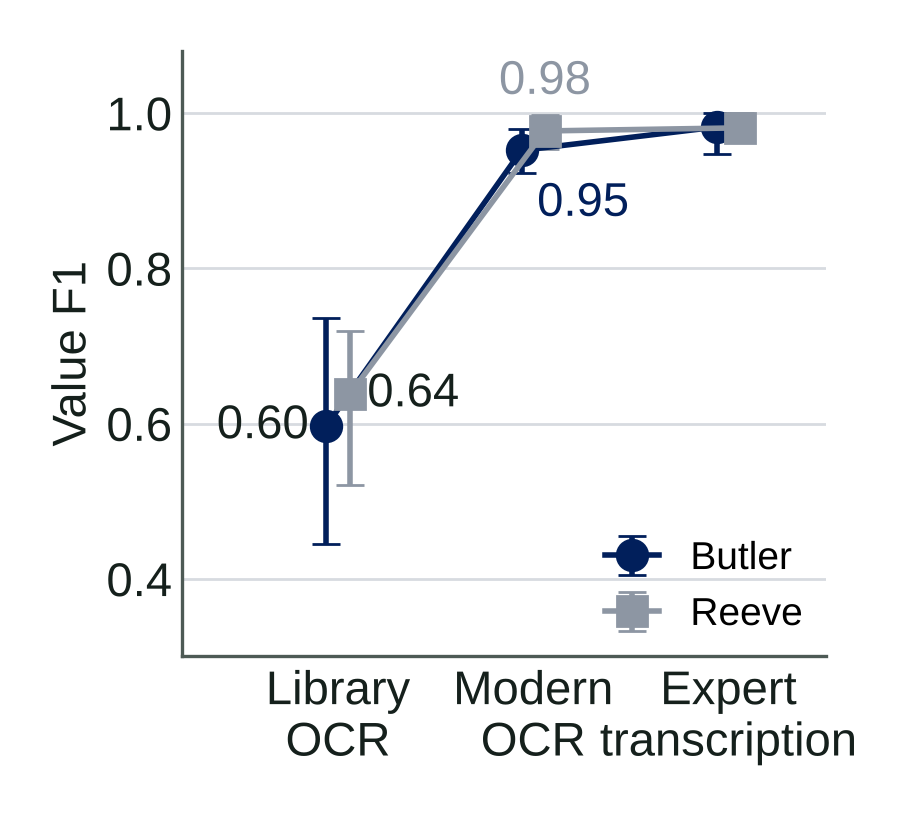 0.98
1.0
0.95
0.8
Value F1
0.64
0.60
0.6
Butler
0.4
Reeve
Library Modern Expert
OCR OCR transcription